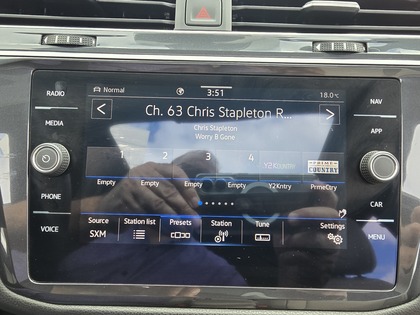 Normal 3:51 18.0°C
RADIO
MEDIA
PHONE
VOICE
< Ch. 63 Chris Stapleton R... >
Chris Stapleton
Worry B Gone
1 2 3 4 Y2Kountry PRIME COUNTRY
Empty Empty Empty Empty Y2Kntry PrmeCtry
Source Station list Presets Station Tune Settings
SXM
NAV
APP
CAR
MENU